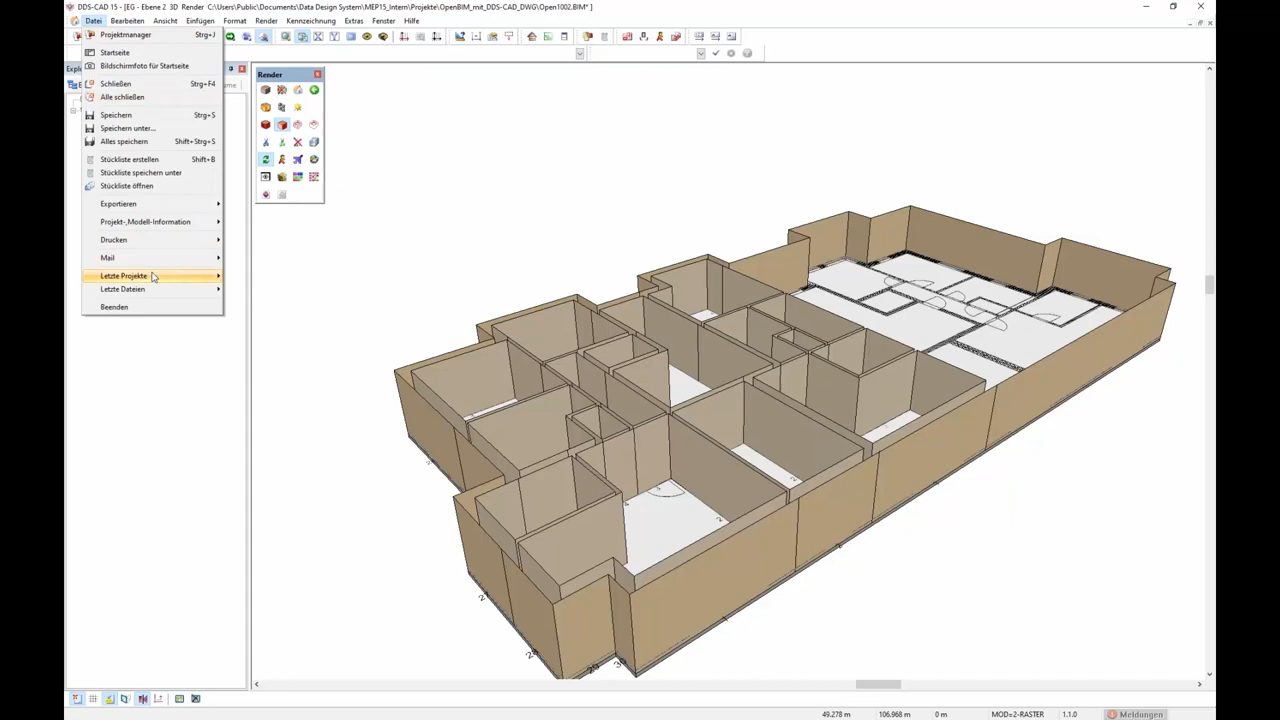 DDS-CAD 15 - [EG - Ebene 2 3D Render C:\Users\Public\Documents\Data Design System\MEP15_Intern\Projekte\OpenBIM_mit_DDS-CAD_DWG\Open1002.BIM*]
Datei Bearbeiten Ansicht Einfügen Format Render Kennzeichnung Extras Fenster Hilfe
Projektmanager Strg+J
Startseite
Bildschirmfoto für Startseite
Schließen Strg+F4
Alle schließen
Speichern Strg+S
Speichern unter...
Alles speichern Shift+Strg+S
Stückliste erstellen Shift+B
Stückliste speichern unter
Stückliste öffnen
Exportieren
Projekt-,Modell-Information
Drucken
Mail
Letzte Projekte
Letzte Dateien
Beenden
Render
49.278 m 106.968 m 0 m MOD=2-RASTER 1.1.0 Meldungen